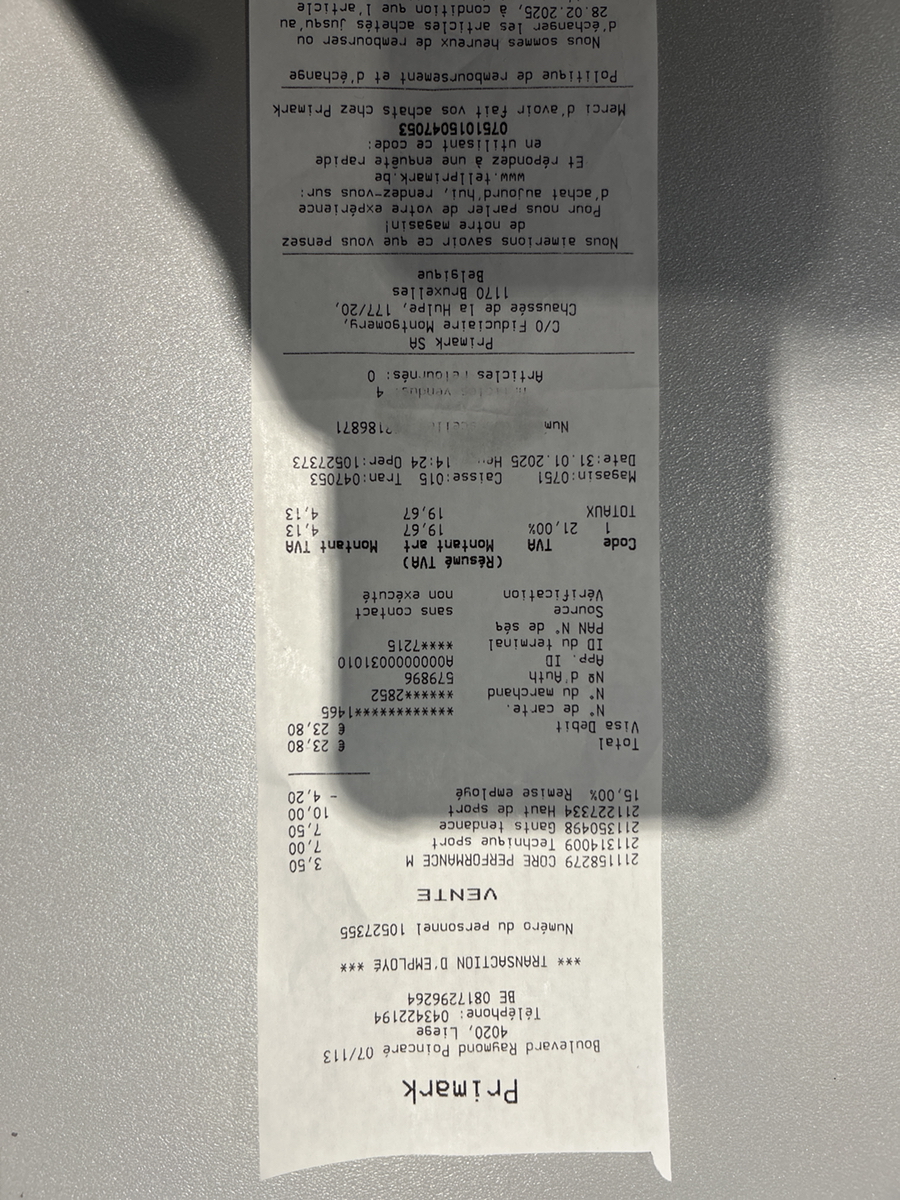 Primark
Boulevard Raymond Poincaré 07/113
4020, Liege
Téléphone: 043422194
BE 0817296264
*** TRANSACTION D'EMPLOYÉ ***
Numéro du personnel 10527355
VENTE
211158279 CORE PERFORMANCE M 3,50
211314009 Technique sport 7,00
211350498 Gants tendance 7,50
211227334 Haut de sport 10,00
15,00% Remise employé - 4,20
Total € 23,80
Visa Debit € 23,80
N° de carte. **************1465
N° du marchand *******2852
Nº d'Auth 579896
App. ID A0000000031010
ID du terminal ****7215
PAN N° de séq
Source sans contact
Vérification non exécuté
(Résumé TVA)
Code TVA Montant art Montant TVA
1 21,00% 19,67 4,13
TOTAUX 19,67 4,13
Magasin:0751 Caisse:015 Tran:047053
Date:31.01.2025 14:24 Oper:10527373
Num 2186871
vendus: 4
Articles retournés: 0
Primark SA
C/O Fiduciaire Montgomery,
Chaussée de la Hulpe, 177/20,
1170 Bruxelles
Belgique
Nous aimerions savoir ce que vous pensez
de notre magasin!
Pour nous parler de votre expérience
d'achat aujourd'hui, rendez-vous sur:
www.tellprimark.be
Et répondez à une enquête rapide
en utilisant ce code:
0751015047053
Merci d'avoir fait vos achats chez Primark
Politique de remboursement et d'échange
Nous sommes heureux de rembourser ou
d'échanger les articles achetés jusqu'au
28.02.2025, à condition que l'article